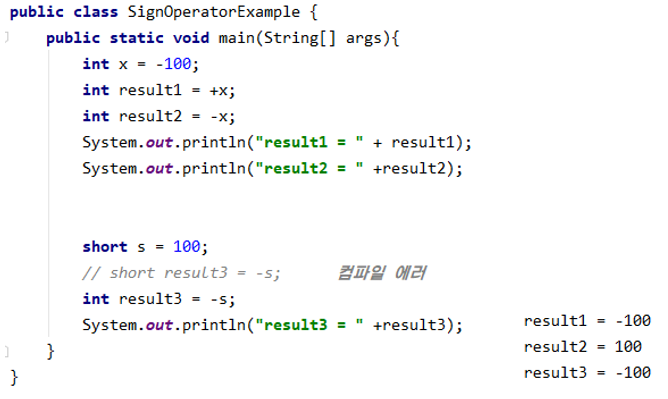 public class SignOperatorExample {
    public static void main(String[] args){
        int x = -100;
        int result1 = +x;
        int result2 = -x;
        System.out.println("result1 = " + result1);
        System.out.println("result2 = " +result2);
        short s = 100;
        // short result3 = -s;      컴파일 에러
        int result3 = -s;
        System.out.println("result3 = " +result3);
    }
}
result1 = -100
result2 = 100
result3 = -100